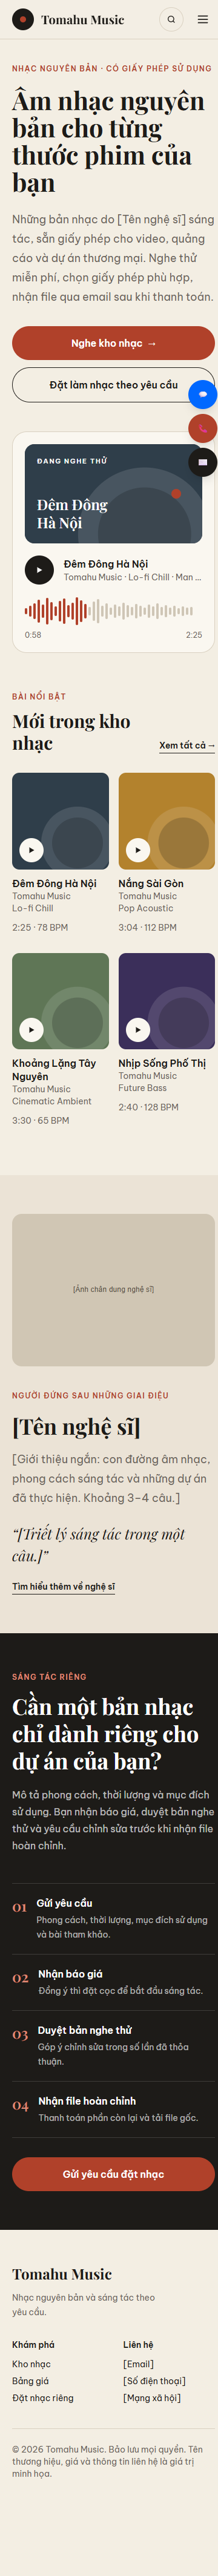 Tomahu Music
NHẠC NGUYÊN BẢN · CÓ GIẤY PHÉP SỬ DỤNG
Âm nhạc nguyên
bản cho từng
thước phim của
bạn
Những bản nhạc do [Tên nghệ sĩ] sáng
tác, sẵn giấy phép cho video, quảng
cáo và dự án thương mại. Nghe thử
miễn phí, chọn giấy phép phù hợp,
nhận file qua email sau khi thanh toán.
Nghe kho nhạc →
Đặt làm nhạc theo yêu cầu
ĐANG NGHE THỬ
Đêm Đông
Hà Nội
Đêm Đông Hà Nội
Tomahu Music · Lo-fi Chill · Man ...
0:58
2:25
BÀI NỔI BẬT
Mới trong kho
nhạc
Xem tất cả →
Đêm Đông Hà Nội
Tomahu Music
Lo-fi Chill
2:25 · 78 BPM
Nắng Sài Gòn
Tomahu Music
Pop Acoustic
3:04 · 112 BPM
Khoảng Lặng Tây
Nguyên
Tomahu Music
Cinematic Ambient
3:30 · 65 BPM
Nhịp Sống Phố Thị
Tomahu Music
Future Bass
2:40 · 128 BPM
[Ảnh chân dung nghệ sĩ]
NGƯỜI ĐỨNG SAU NHỮNG GIAI ĐIỆU
[Tên nghệ sĩ]
[Giới thiệu ngắn: con đường âm nhạc,
phong cách sáng tác và những dự án
đã thực hiện. Khoảng 3–4 câu.]
“[Triết lý sáng tác trong một
câu.]”
Tìm hiểu thêm về nghệ sĩ
SÁNG TÁC RIÊNG
Cần một bản nhạc
chỉ dành riêng cho
dự án của bạn?
Mô tả phong cách, thời lượng và mục đích
sử dụng. Bạn nhận báo giá, duyệt bản nghe
thử và yêu cầu chỉnh sửa trước khi nhận file
hoàn chỉnh.
01
Gửi yêu cầu
Phong cách, thời lượng, mục đích sử dụng
và bài tham khảo.
02
Nhận báo giá
Đồng ý thì đặt cọc để bắt đầu sáng tác.
03
Duyệt bản nghe thử
Góp ý chỉnh sửa trong số lần đã thỏa
thuận.
04
Nhận file hoàn chỉnh
Thanh toán phần còn lại và tải file gốc.
Gửi yêu cầu đặt nhạc
Tomahu Music
Nhạc nguyên bản và sáng tác theo
yêu cầu.
Khám phá
Kho nhạc
Bảng giá
Đặt nhạc riêng
Liên hệ
[Email]
[Số điện thoại]
[Mạng xã hội]
© 2026 Tomahu Music. Bảo lưu mọi quyền. Tên
thương hiệu, giá và thông tin liên hệ là giá trị
minh họa.